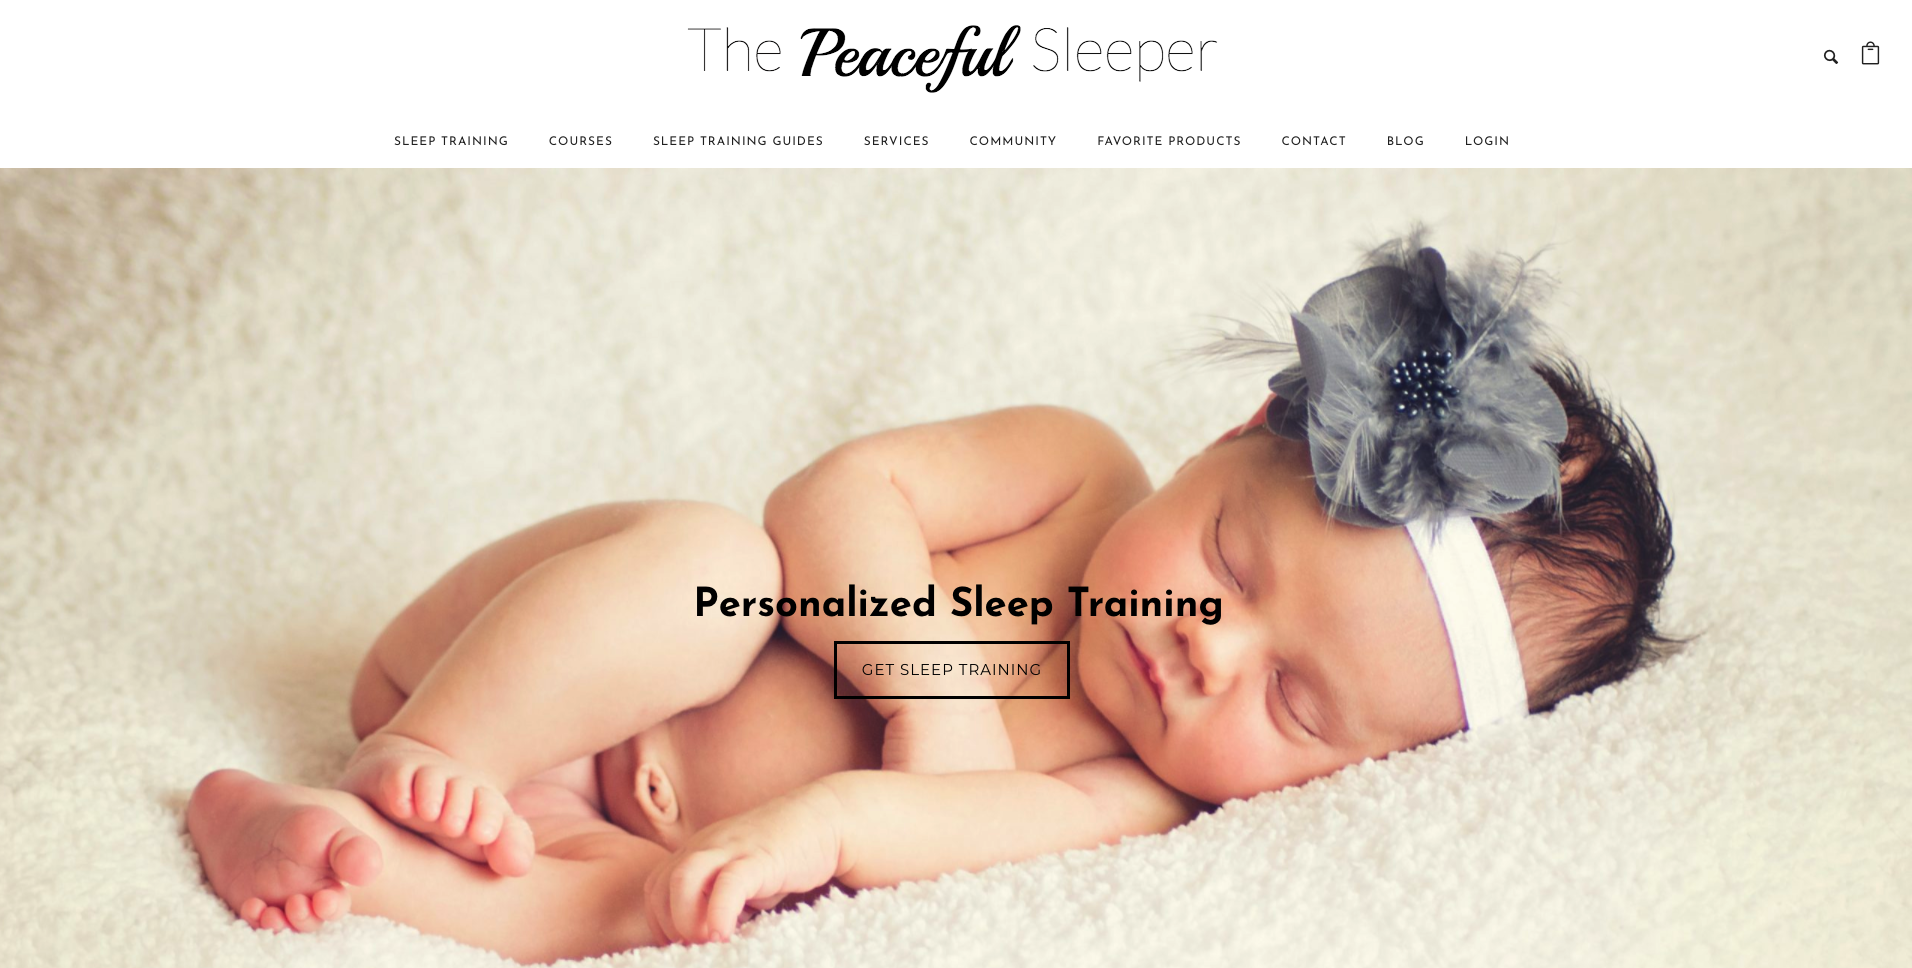 The Peaceful Sleeper
SLEEP TRAINING COURSES SLEEP TRAINING GUIDES SERVICES COMMUNITY FAVORITE PRODUCTS CONTACT BLOG LOGIN
Personalized Sleep Training
GET SLEEP TRAINING